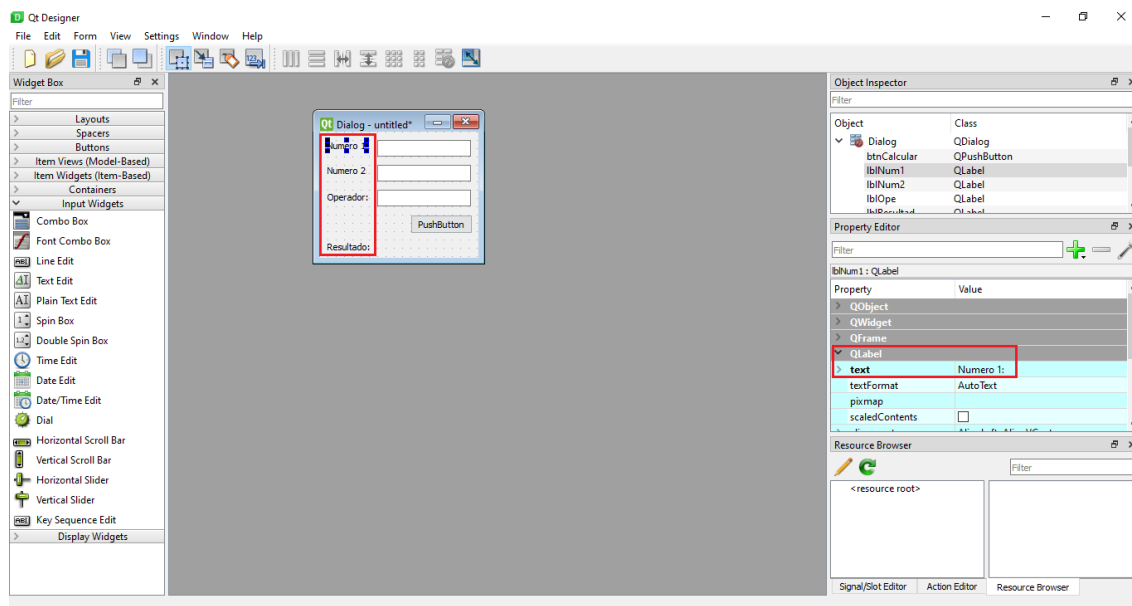 Qt Designer
File Edit Form View Settings Window Help
Widget Box
Filter
Layouts
Spacers
Buttons
Item Views (Model-Based)
Item Widgets (Item-Based)
Containers
Input Widgets
Combo Box
Font Combo Box
Line Edit
Text Edit
Plain Text Edit
Spin Box
Double Spin Box
Time Edit
Date Edit
Date/Time Edit
Dial
Horizontal Scroll Bar
Vertical Scroll Bar
Horizontal Slider
Vertical Slider
Key Sequence Edit
Display Widgets
Qt Dialog - untitled*
Numero 1
Numero 2
Operador:
PushButton
Resultado:
Object Inspector
Filter
Object Class
Dialog QDialog
btnCalcular QPushButton
lblNum1 QLabel
lblNum2 QLabel
lblOpe QLabel
lblResultad QLabel
Property Editor
Filter
lblNum1 : QLabel
Property Value
QObject
QWidget
QFrame
QLabel
text Numero 1:
textFormat AutoText
pixmap
scaledContents
Resource Browser
Filter
<resource root>
Signal/Slot Editor Action Editor Resource Browser